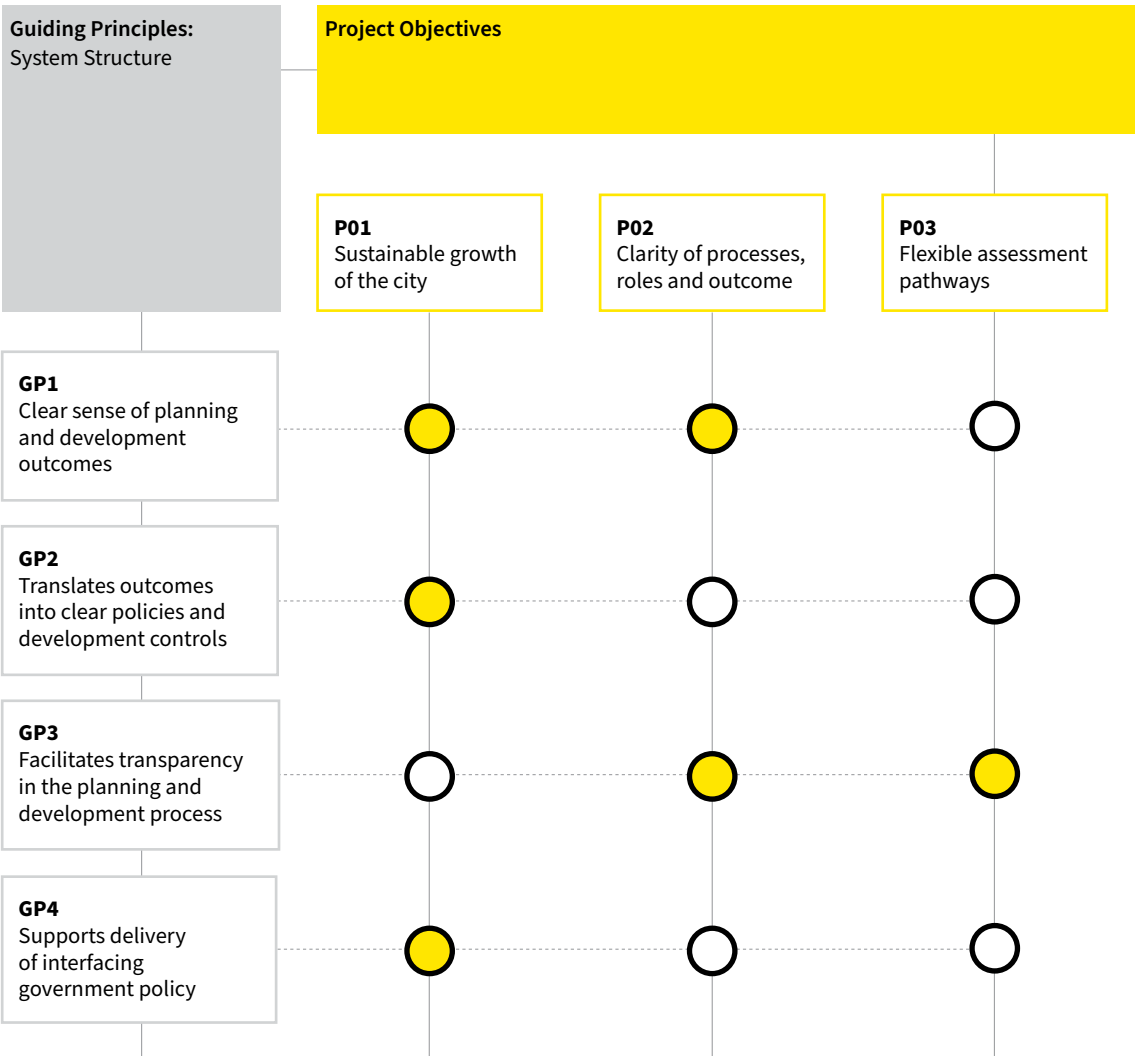 Guiding Principles:
System Structure
Project Objectives
P01
Sustainable growth
of the city
P02
Clarity of processes,
roles and outcome
P03
Flexible assessment
pathways
GP1
Clear sense of planning
and development
outcomes
GP2
Translates outcomes
into clear policies and
development controls
GP3
Facilitates transparency
in the planning and
development process
GP4
Supports delivery
of interfacing
government policy